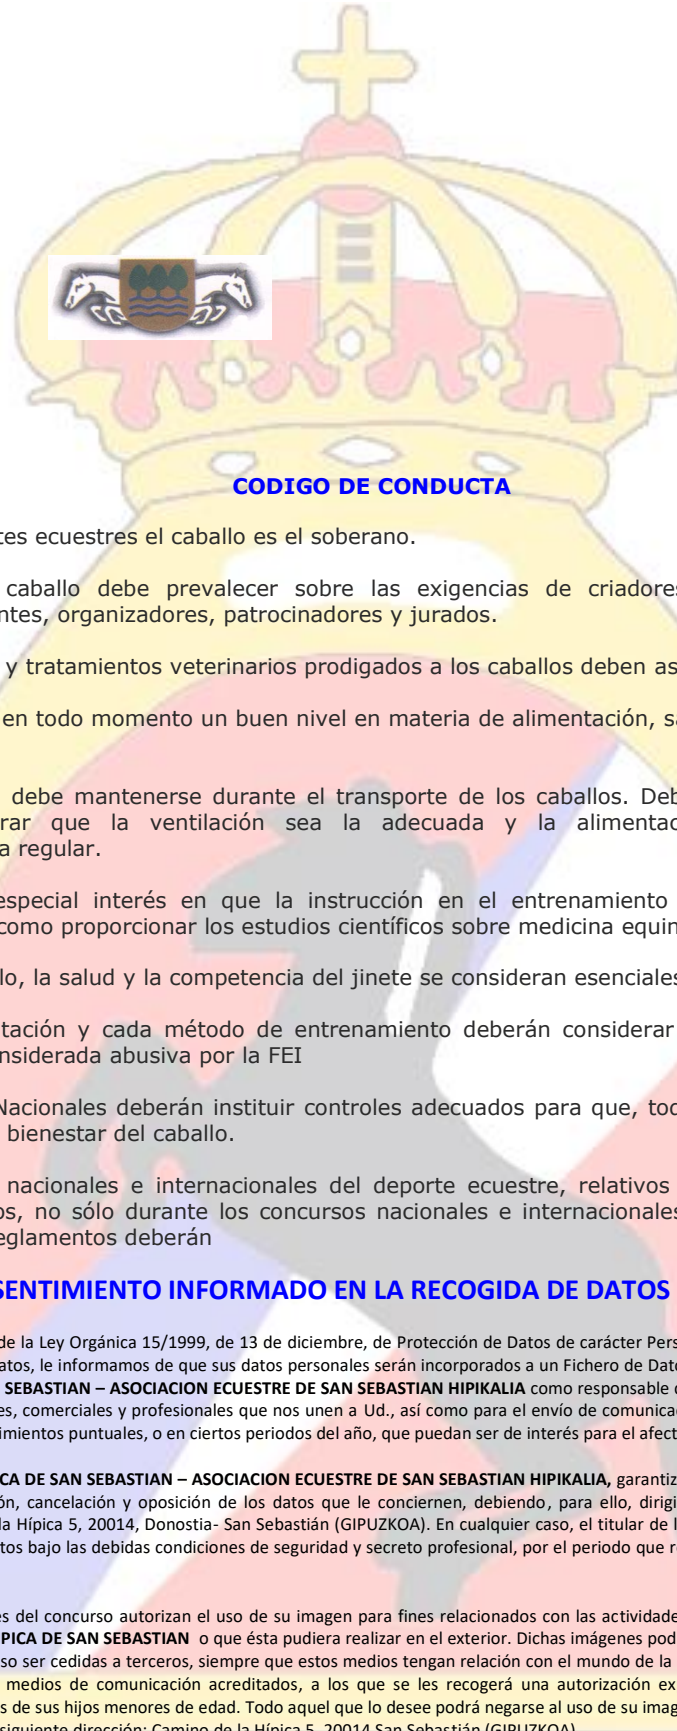 CODIGO DE CONDUCTA
tes ecuestres el caballo es el soberano.
caballo debe prevalecer sobre las exigencias de criadores
ntes, organizadores, patrocinadores y jurados.
y tratamientos veterinarios prodigados a los caballos deben as
en todo momento un buen nivel en materia de alimentación, sa
debe mantenerse durante el transporte de los caballos. Deb
rar que la ventilación sea la adecuada y la alimentac
a regular.
especial interés en que la instrucción en el entrenamiento
como proporcionar los estudios científicos sobre medicina equin
lo, la salud y la competencia del jinete se consideran esenciales
tación y cada método de entrenamiento deberán considerar
nsiderada abusiva por la FEI
Nacionales deberán instituir controles adecuados para que, tod
bienestar del caballo.
nacionales e internacionales del deporte ecuestre, relativos
os, no sólo durante los concursos nacionales e internacionales
eglamentos deberán
SENTIMIENTO INFORMADO EN LA RECOGIDA DE DATOS
de la Ley Orgánica 15/1999, de 13 de diciembre, de Protección de Datos de carácter Pers
atos, le informamos de que sus datos personales serán incorporados a un Fichero de Dato
SEBASTIAN – ASOCIACION ECUESTRE DE SAN SEBASTIAN HIPIKALIA como responsable d
es, comerciales y profesionales que nos unen a Ud., así como para el envío de comunicac
imientos puntuales, o en ciertos periodos del año, que puedan ser de interés para el afect
CA DE SAN SEBASTIAN – ASOCIACION ECUESTRE DE SAN SEBASTIAN HIPIKALIA, garantiz
ón, cancelación y oposición de los datos que le conciernen, debiendo, para ello, dirigi
la Hípica 5, 20014, Donostia- San Sebastián (GIPUZKOA). En cualquier caso, el titular de l
tos bajo las debidas condiciones de seguridad y secreto profesional, por el periodo que re
es del concurso autorizan el uso de su imagen para fines relacionados con las actividade
PICA DE SAN SEBASTIAN o que ésta pudiera realizar en el exterior. Dichas imágenes pod
so ser cedidas a terceros, siempre que estos medios tengan relación con el mundo de la
medios de comunicación acreditados, a los que se les recogerá una autorización ex
s de sus hijos menores de edad. Todo aquel que lo desee podrá negarse al uso de su imag
siguiente dirección: Camino de la Hípica 5, 20014 San Sebastián (GIPUZKOA)